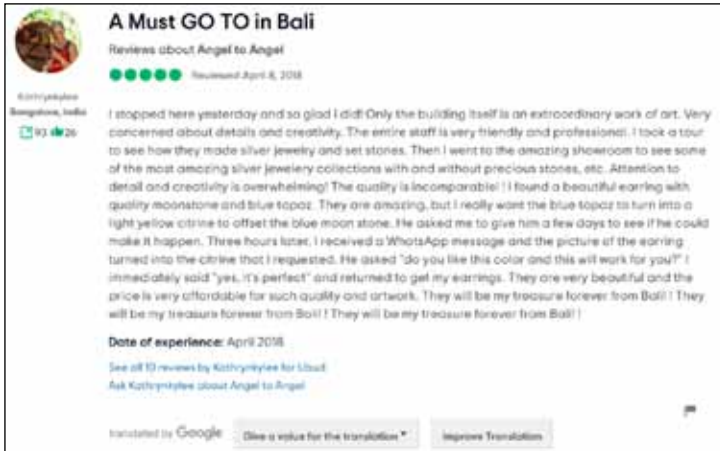 A Must GO TO in Bali
Reviews about Angel to Angel
Reviewed April 8, 2018
Kathrynkylee
Bangalore, India
93 26
I stopped here yesterday and so glad I did! Only the building itself is an extraordinary work of art. Very
concerned about details and creativity. The entire staff is very friendly and professional. I took a tour
to see how they made silver jewelry and set stones. Then I went to the amazing showroom to see some
of the most amazing silver jewelery collections with and without precious stones, etc. Attention to
detail and creativity is overwhelming! The quality is incomparable! ! I found a beautiful earring with
quality moonstone and blue topaz. They are amazing, but I really want the blue topaz to turn into a
light yellow citrine to offset the blue moon stone. He asked me to give him a few days to see if he could
make it happen. Three hours later, I received a WhatsApp message and the picture of the earring
turned into the citrine that I requested. He asked "do you like this color and this will work for you?" I
immediately said "yes, it's perfect" and returned to get my earrings. They are very beautiful and the
price is very affordable for such quality and artwork. They will be my treasure forever from Bali! ! They
will be my treasure forever from Bali! ! They will be my treasure forever from Bali! !
Date of experience: April 2018
See all 10 reviews by Kathrynkylee for Ubud
Ask Kathrynkylee about Angel to Angel
translated by Google
Give a value for the translation
Improve Translation